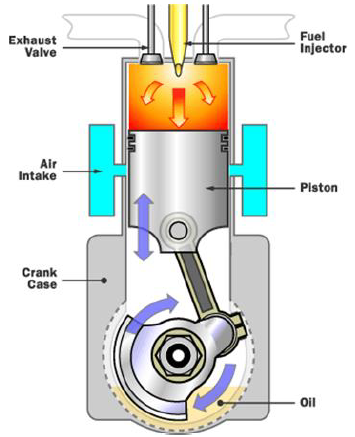 Exhaust
Valve
Fuel
Injector
Air
Intake
Piston
Crank
Case
Oil